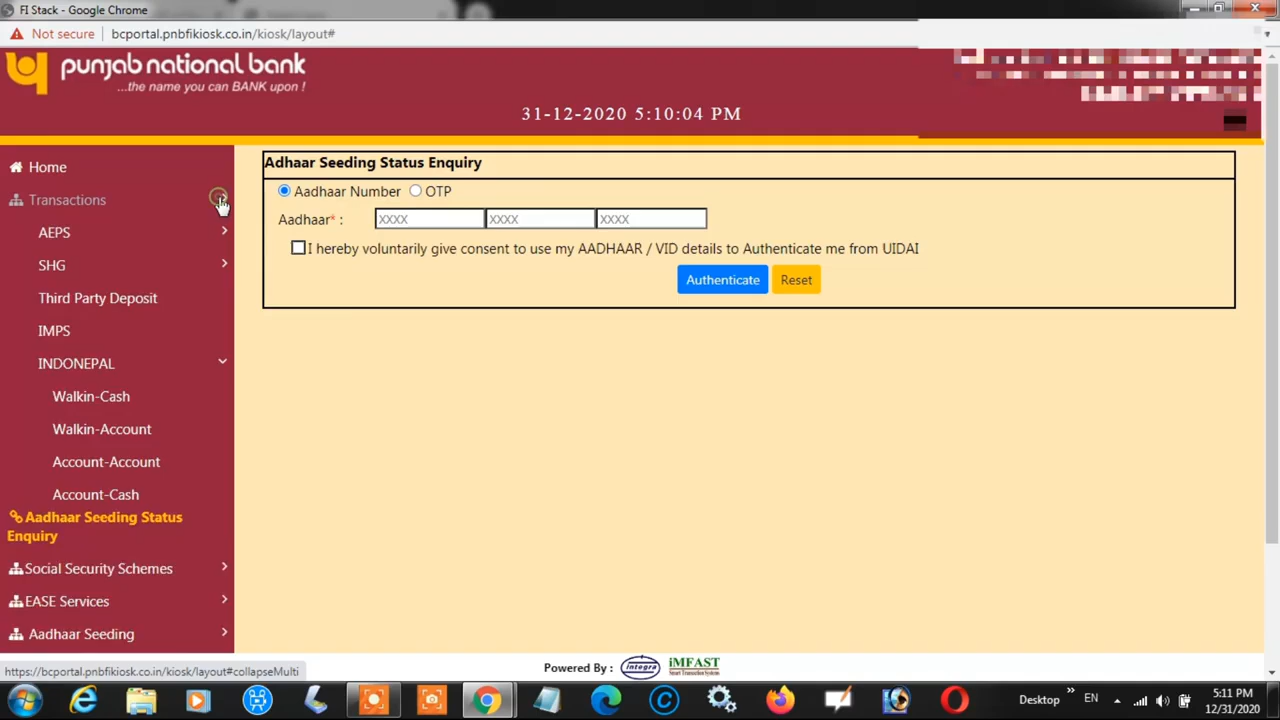 FI Stack - Google Chrome
Not secure bcportal.pnbfikiosk.co.in/kiosk/layout#
punjab national bank
...the name you can BANK upon !
31-12-2020 5:10:04 PM
Home
Transactions
AEPS
SHG
Third Party Deposit
IMPS
INDONEPAL
Walkin-Cash
Walkin-Account
Account-Account
Account-Cash
Aadhaar Seeding Status
Enquiry
Social Security Schemes
EASE Services
Aadhaar Seeding
Adhaar Seeding Status Enquiry
Aadhaar Number OTP
Aadhaar* : XXXX XXXX XXXX
I hereby voluntarily give consent to use my AADHAAR / VID details to Authenticate me from UIDAI
Authenticate Reset
https://bcportal.pnbfikiosk.co.in/kiosk/layout#collapseMulti
Powered By : integra iMFAST
Smart Transaction Systems
Desktop » EN 5:11 PM
12/31/2020